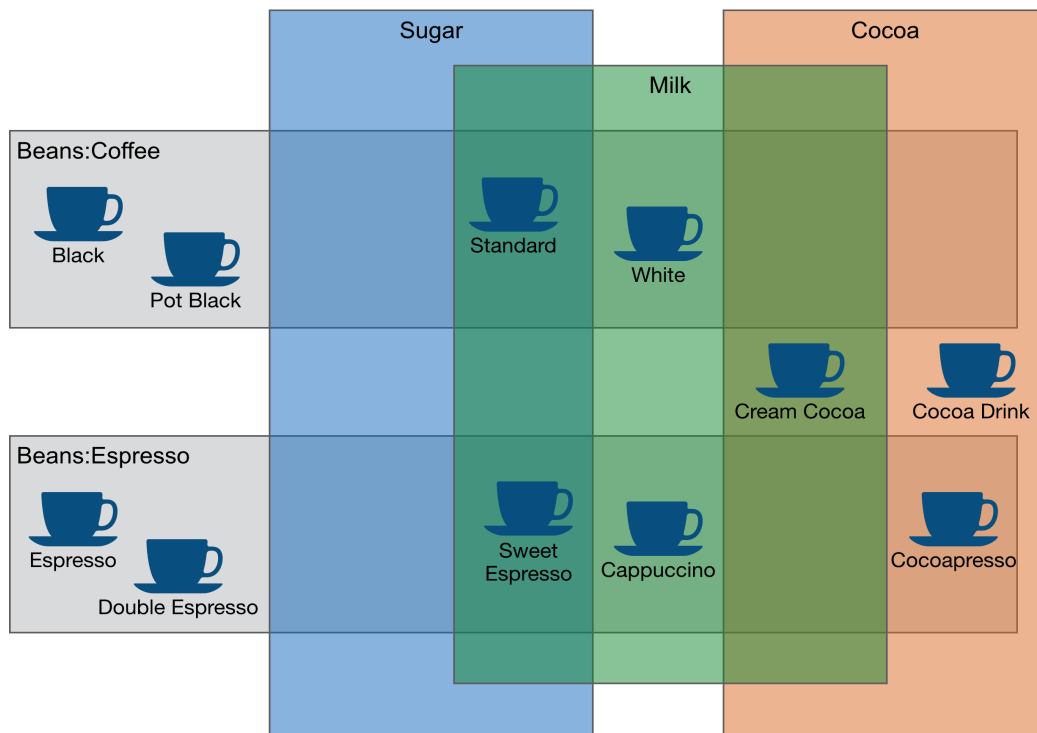 Sugar
Cocoa
Milk
Beans:Coffee
Black
Pot Black
Standard
White
Cream Cocoa
Cocoa Drink
Beans:Espresso
Espresso
Double Espresso
Sweet
Espresso
Cappuccino
Cocoapresso